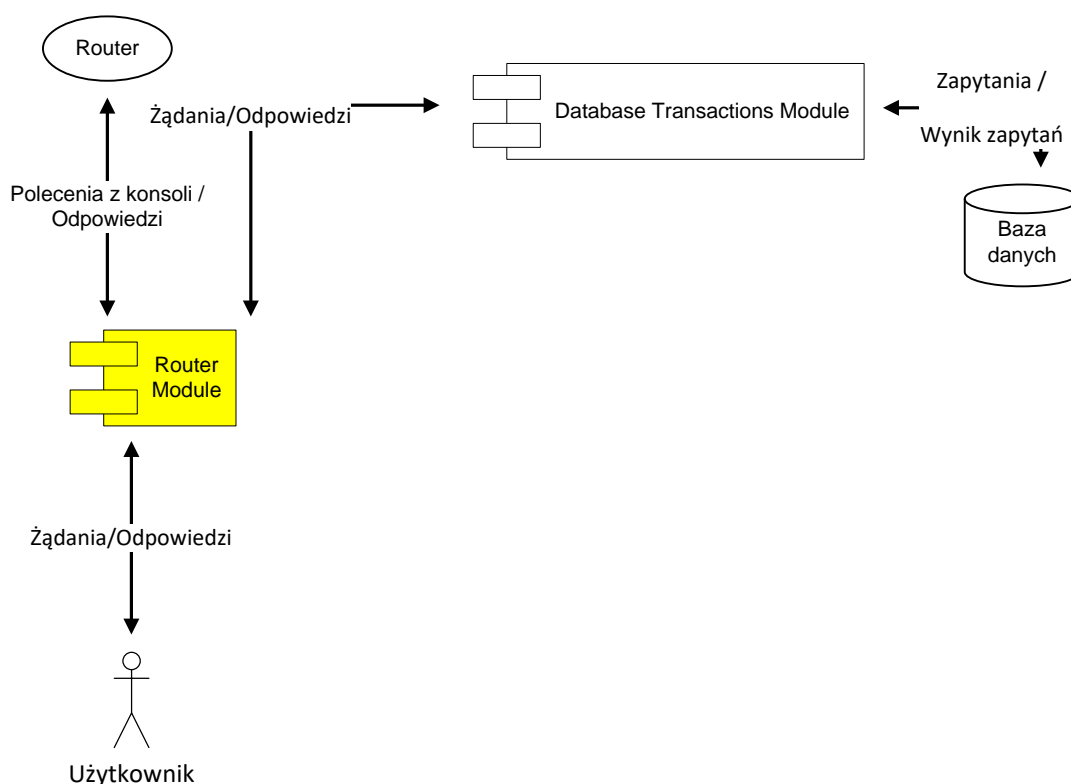 Router
Żądania/Odpowiedzi
Database Transactions Module
Zapytania /
Wynik zapytań
Polecenia z konsoli /
Odpowiedzi
Baza
danych
Router
Module
Żądania/Odpowiedzi
Użytkownik